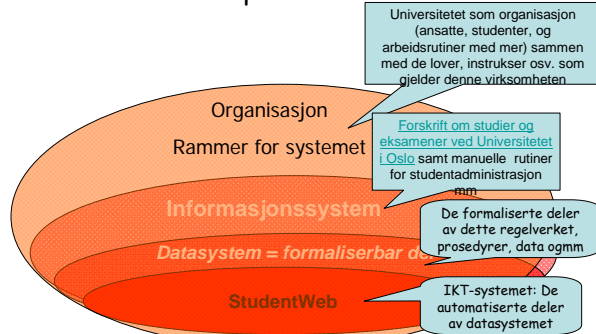 Universitetet som organisasjon
(ansatte, studenter, og
arbeidsrutiner med mer) sammen
med de lover, instrukser osv. som
gjelder denne virksomheten
Organisasjon
Rammer for systemet
Forskrift om studier og
eksamener ved Universitetet
i Oslo samt manuelle rutiner
for studentadministrasjon
mm
Informasjonssystem
De formaliserte deler
av dette regelverket,
prosedyrer, data ogmm
Datasystem = formaliserbar de
IKT-systemet: De
automatiserte deler
av datasystemet
StudentWeb